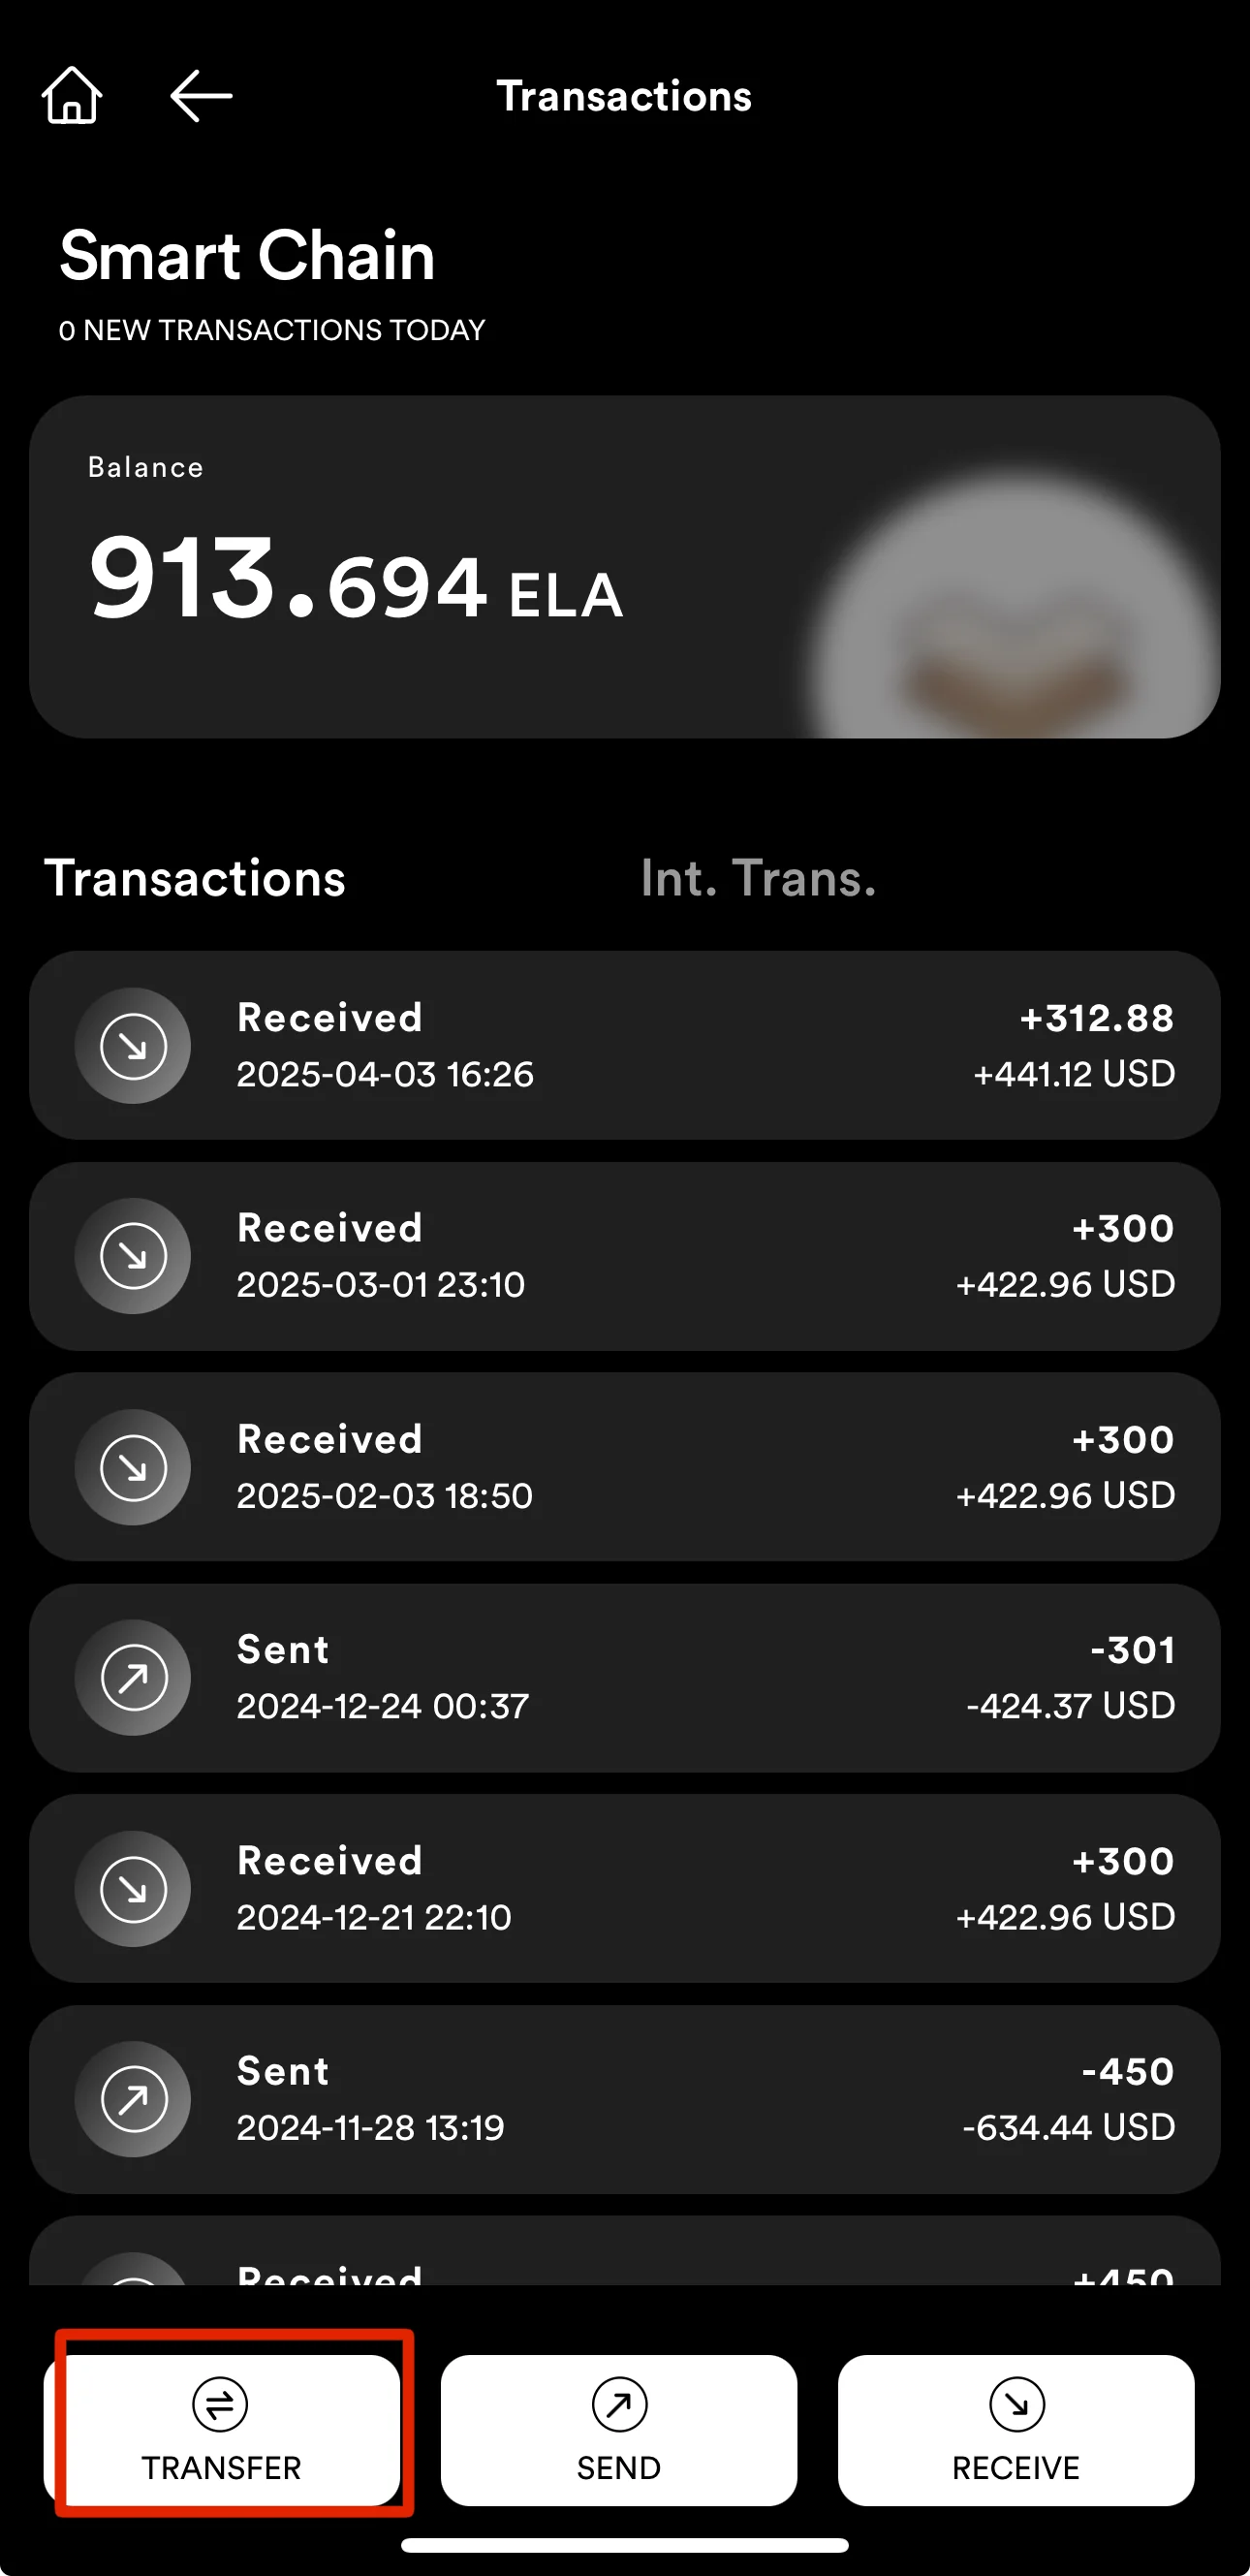 Transactions
Smart Chain
0 NEW TRANSACTIONS TODAY
Balance
913.694 ELA
Transactions Int. Trans.
Received +312.88
2025-04-03 16:26 +441.12 USD
Received +300
2025-03-01 23:10 +422.96 USD
Received +300
2025-02-03 18:50 +422.96 USD
Sent -301
2024-12-24 00:37 -424.37 USD
Received +300
2024-12-21 22:10 +422.96 USD
Sent -450
2024-11-28 13:19 -634.44 USD
Received +450
TRANSFER SEND RECEIVE